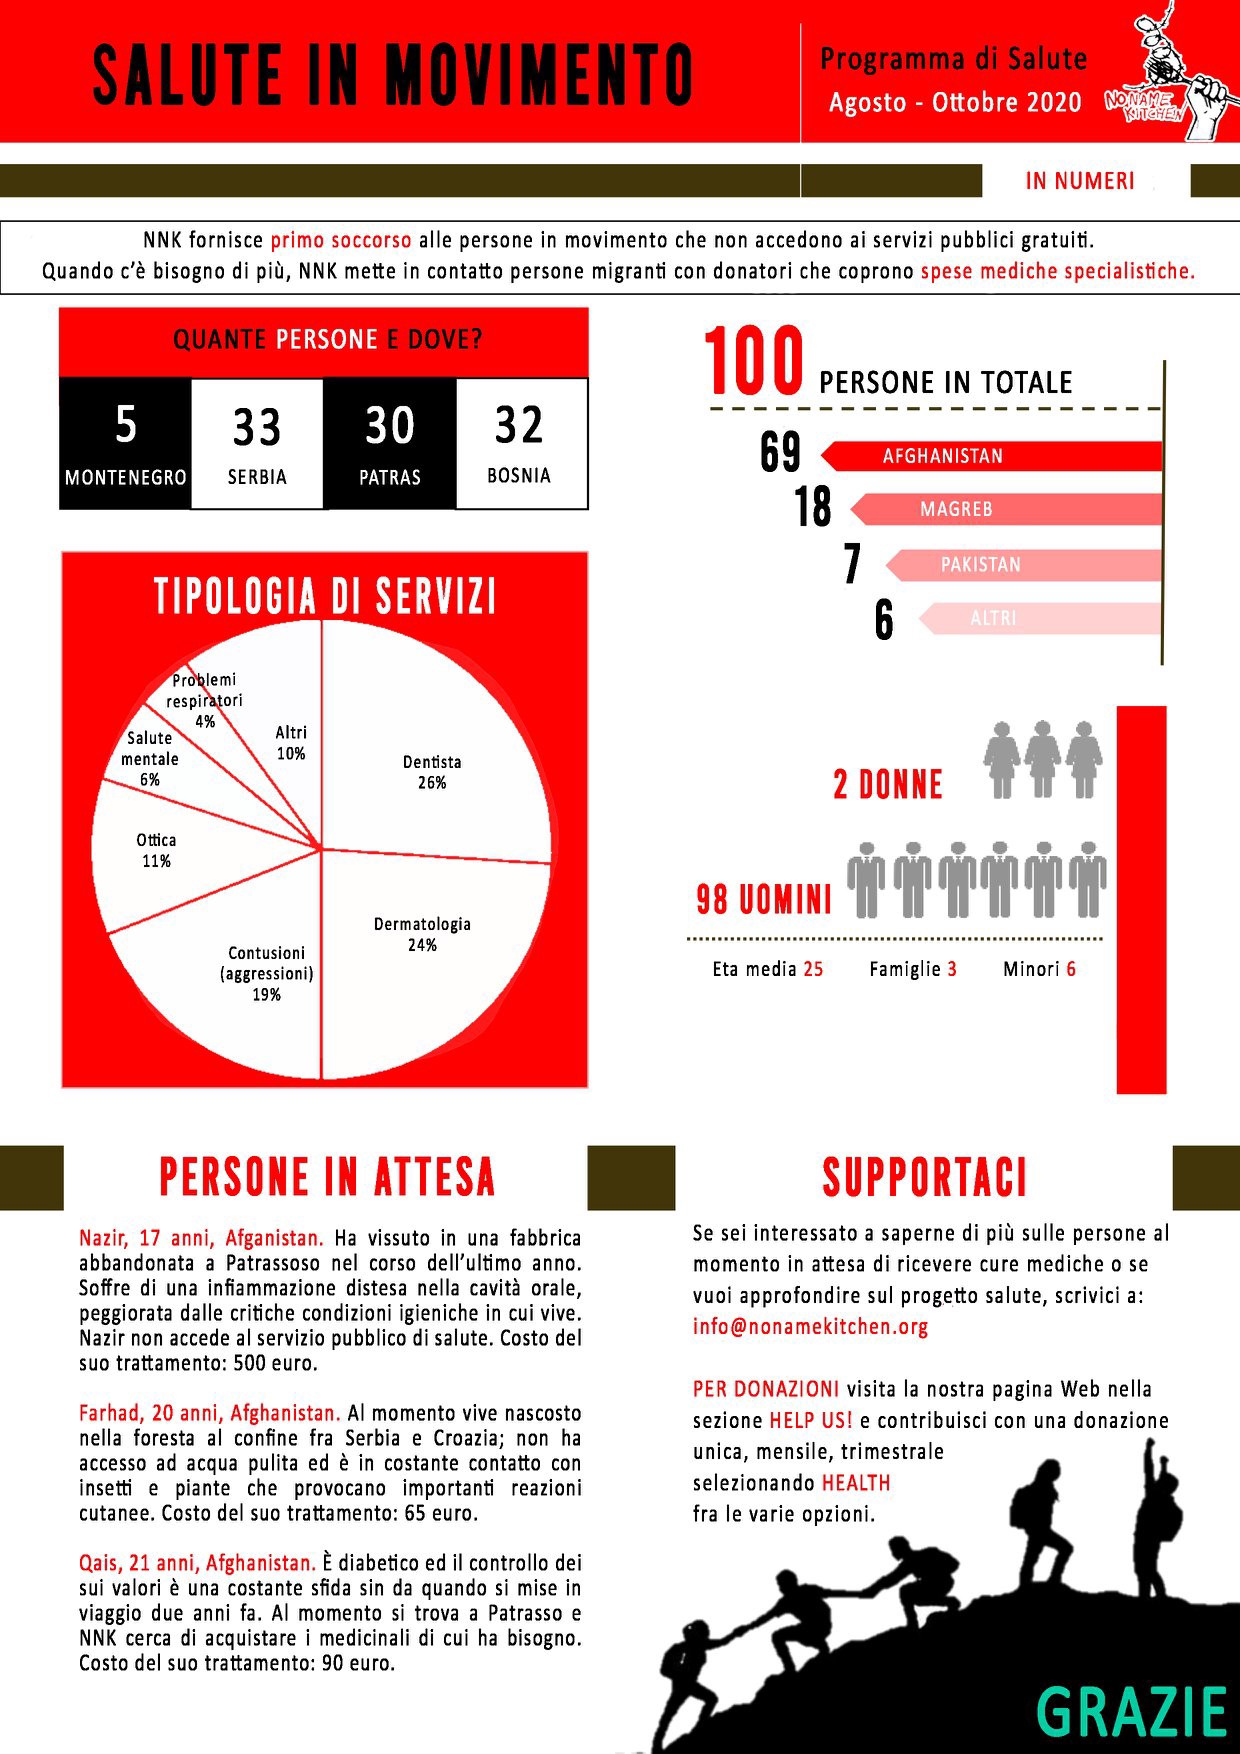 SALUTE IN MOVIMENTO
Programma di Salute
Agosto - Ottobre 2020
NO NAME
KITCHEN
IN NUMERI
NNK fornisce primo soccorso alle persone in movimento che non accedono ai servizi pubblici gratuiti.
Quando c'è bisogno di più, NNK mette in contatto persone migranti con donatori che coprono spese mediche specialistiche.
QUANTE PERSONE E DOVE?
5
MONTENEGRO
33
SERBIA
30
PATRAS
32
BOSNIA
100 PERSONE IN TOTALE
69 AFGHANISTAN
18 MAGREB
7 PAKISTAN
6 ALTRI
TIPOLOGIA DI SERVIZI
Problemi
respiratori
4%
Altri
10%
Salute
mentale
6%
Dentista
26%
Ottica
11%
Dermatologia
24%
Contusioni
(aggressioni)
19%
2 DONNE
98 UOMINI
Eta media 25 Famiglie 3 Minori 6
PERSONE IN ATTESA
Nazir, 17 anni, Afganistan. Ha vissuto in una fabbrica
abbandonata a Patrassoso nel corso dell'ultimo anno.
Soffre di una infiammazione distesa nella cavità orale,
peggiorata dalle critiche condizioni igieniche in cui vive.
Nazir non accede al servizio pubblico di salute. Costo del
suo trattamento: 500 euro.
Farhad, 20 anni, Afghanistan. Al momento vive nascosto
nella foresta al confine fra Serbia e Croazia; non ha
accesso ad acqua pulita ed è in costante contatto con
insetti e piante che provocano importanti reazioni
cutanee. Costo del suo trattamento: 65 euro.
Qais, 21 anni, Afghanistan. È diabetico ed il controllo dei
sui valori è una costante sfida sin da quando si mise in
viaggio due anni fa. Al momento si trova a Patrasso e
NNK cerca di acquistare i medicinali di cui ha bisogno.
Costo del suo trattamento: 90 euro.
SUPPORTACI
Se sei interessato a saperne di più sulle persone al
momento in attesa di ricevere cure mediche o se
vuoi approfondire sul progetto salute, scrivici a:
info@nonamekitchen.org
PER DONAZIONI visita la nostra pagina Web nella
sezione HELP US! e contribuisci con una donazione
unica, mensile, trimestrale
selezionando HEALTH
fra le varie opzioni.
GRAZIE